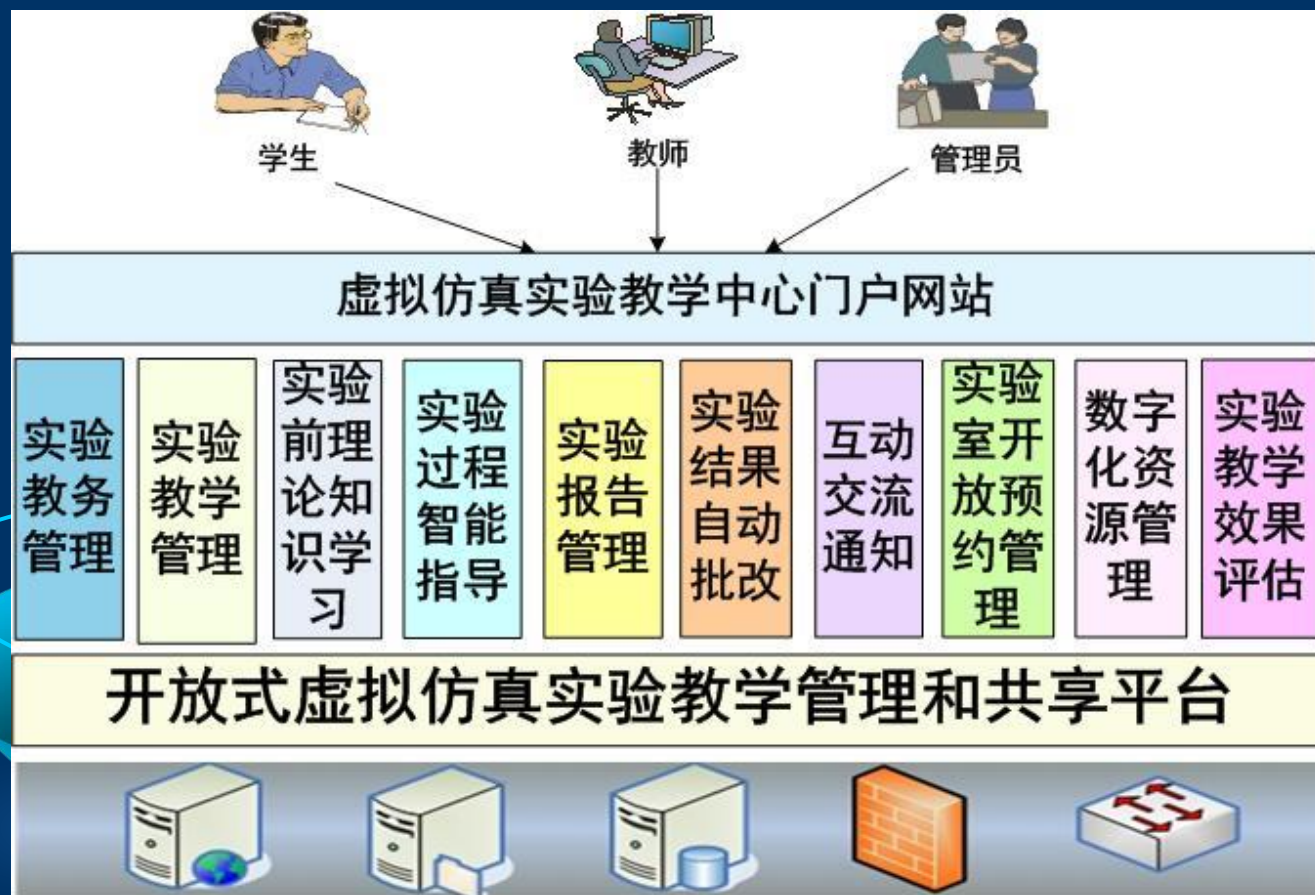 学生
教师
管理员
虚拟仿真实验教学中心门户网站
实验
教务
管理
实验
教学
管理
实验
前理
论知
识学
习
实验
过程
智能
指导
实验
报告
管理
实验
结果
自动
批改
互动
交流
通知
实验
室开
放预
约管
理
数字
化资
源管
理
实验
教学
效果
评估
开放式虚拟仿真实验教学管理和共享平台